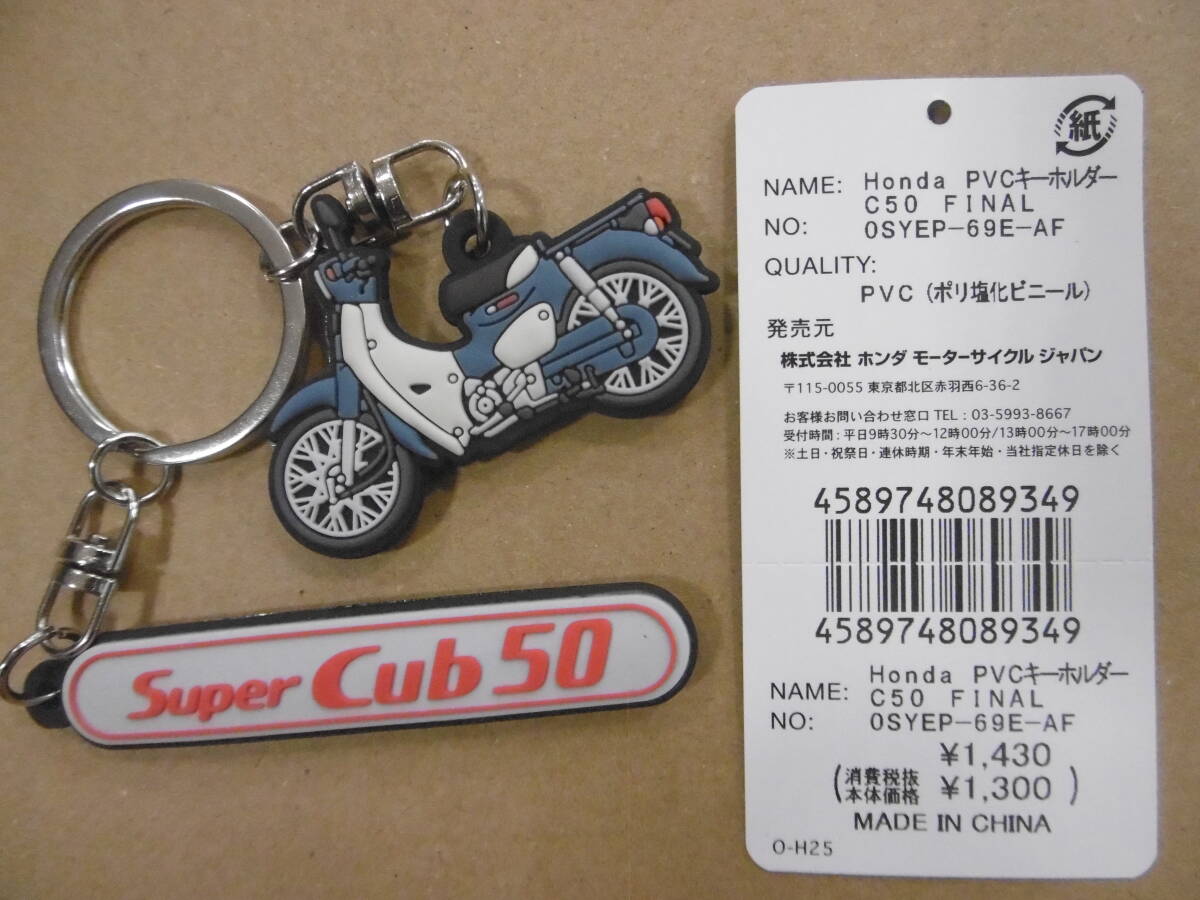 Super Cub 50
紙
NAME: Honda PVCキーホルダー
C50 FINAL
NO: 0SYEP-69E-AF
QUALITY:
PVC (ポリ塩化ビニール)
発売元
株式会社 ホンダ モーターサイクル ジャパン
〒115-0055 東京都北区赤羽西6-36-2
お客様お問い合わせ窓口 TEL : 03-5993-8667
受付時間 : 平日9時30分〜12時00分/13時00分〜17時00分
※土日・祝祭日・連休時期・年末年始・当社指定休日を除く
4589748089349
4589748089349
Honda PVCキーホルダー
NAME: C50 FINAL
NO: 0SYEP-69E-AF
¥1,430
(消費税抜
本体価格 ¥1,300 )
MADE IN CHINA
O-H25